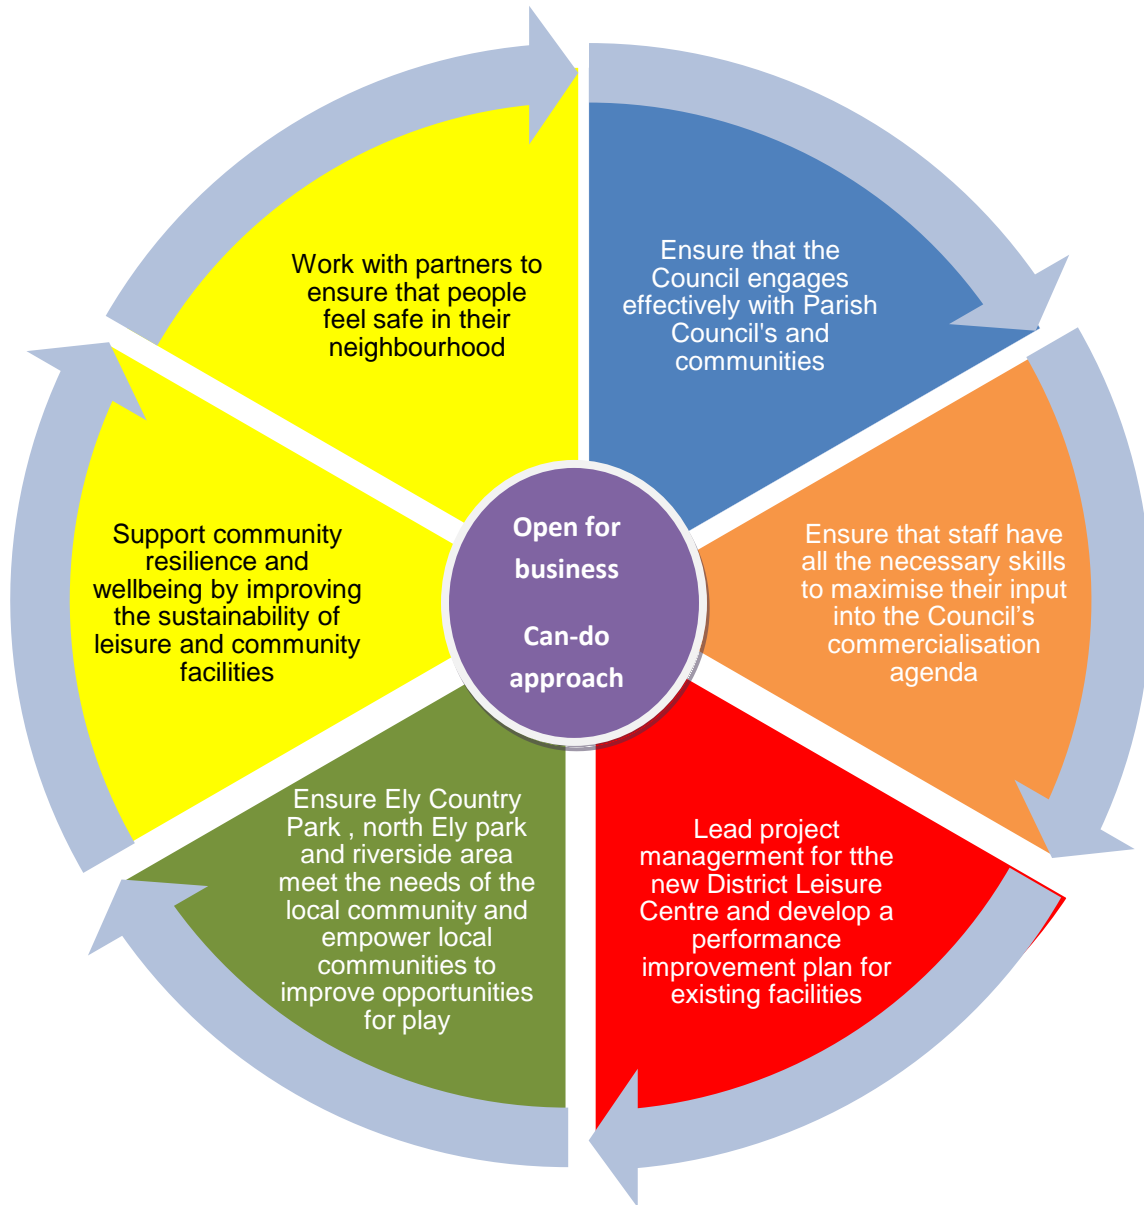 Work with partners to
ensure that people
feel safe in their
neighbourhood
Ensure that the
Council engages
effectively with Parish
Council's and
communities
Ensure that staff have
all the necessary skills
to maximise their input
into the Council’s
commercialisation
agenda
Lead project
managerment for tthe
new District Leisure
Centre and develop a
performance
improvement plan for
existing facilities
Ensure Ely Country
Park , north Ely park
and riverside area
meet the needs of the
local community and
empower local
communities to
improve opportunities
for play
Support community
resilience and
wellbeing by improving
the sustainability of
leisure and community
facilities
Open for
business
Can-do
approach